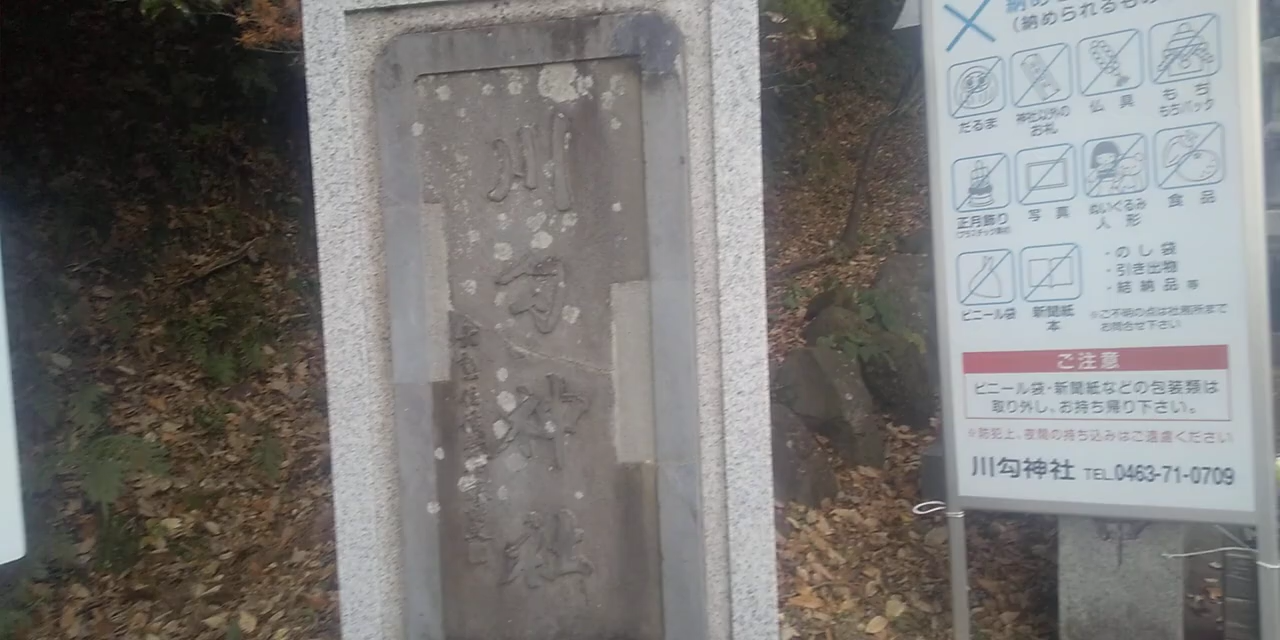 川勾神社
(納められるもの
だるま
神社以外の
お札
仏具
もち
もちパック
正月飾り
(プラスチック製の)
写真
ぬいぐるみ
人形
食品
ビニール袋
新聞紙
本
・のし袋
・引き出物
・結納品 等
※ご不明の点は社務所まで
お問合せ下さい
ご注意
ビニール袋・新聞紙などの包装類は
取り外し、お持ち帰り下さい。
※防犯上、夜間の持ち込みはご遠慮ください
川勾神社 TEL.0463-71-0709